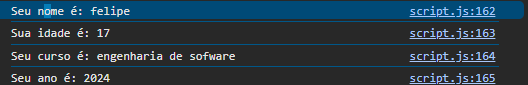 Seu nome é: felipe script.js:162
Sua idade é: 17 script.js:163
Seu curso é: engenharia de sofware script.js:164
Seu ano é: 2024 script.js:165